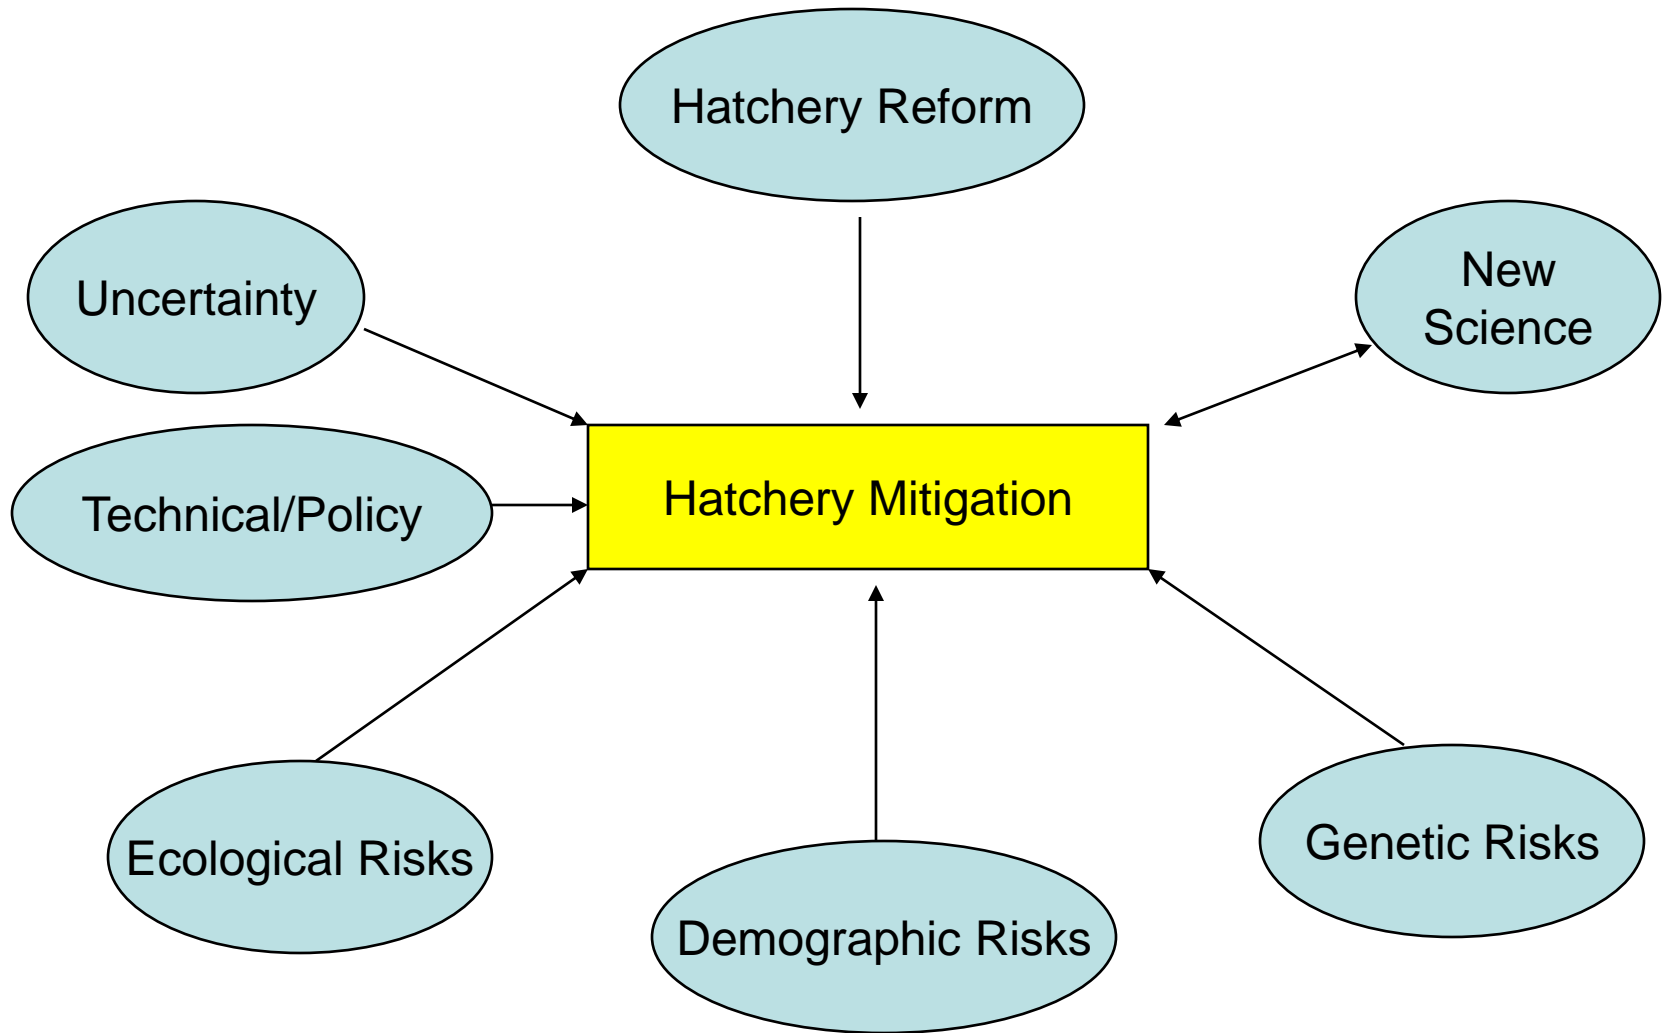 Hatchery Reform
Uncertainty
New
Science
Technical/Policy
Hatchery Mitigation
Ecological Risks
Demographic Risks
Genetic Risks